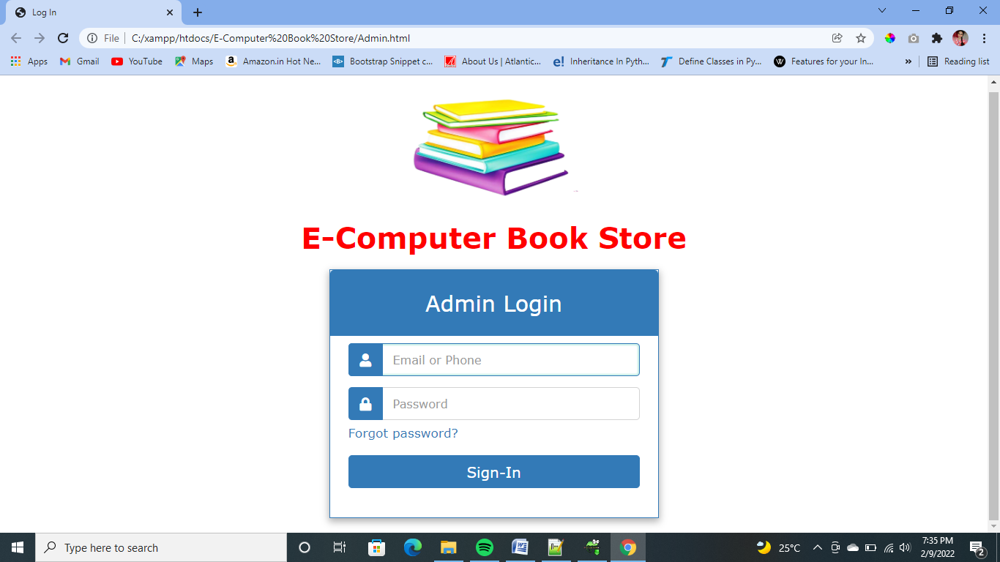 Log In
File
C:/xampp/htdocs/E-Computer%20Book%20Store/Admin.html
Apps Gmail YouTube Maps Amazon.in Hot Ne... Bootstrap Snippet c... About Us | Atlantic... Inheritance In Pyth... Define Classes in Py... Features for your In... » Reading list
E-Computer Book Store
Admin Login
Email or Phone
Password
Forgot password?
Sign-In
Type here to search
25°C
7:35 PM
2/9/2022
2